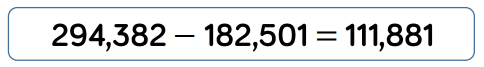 294,382 − 182,501 = 111,881